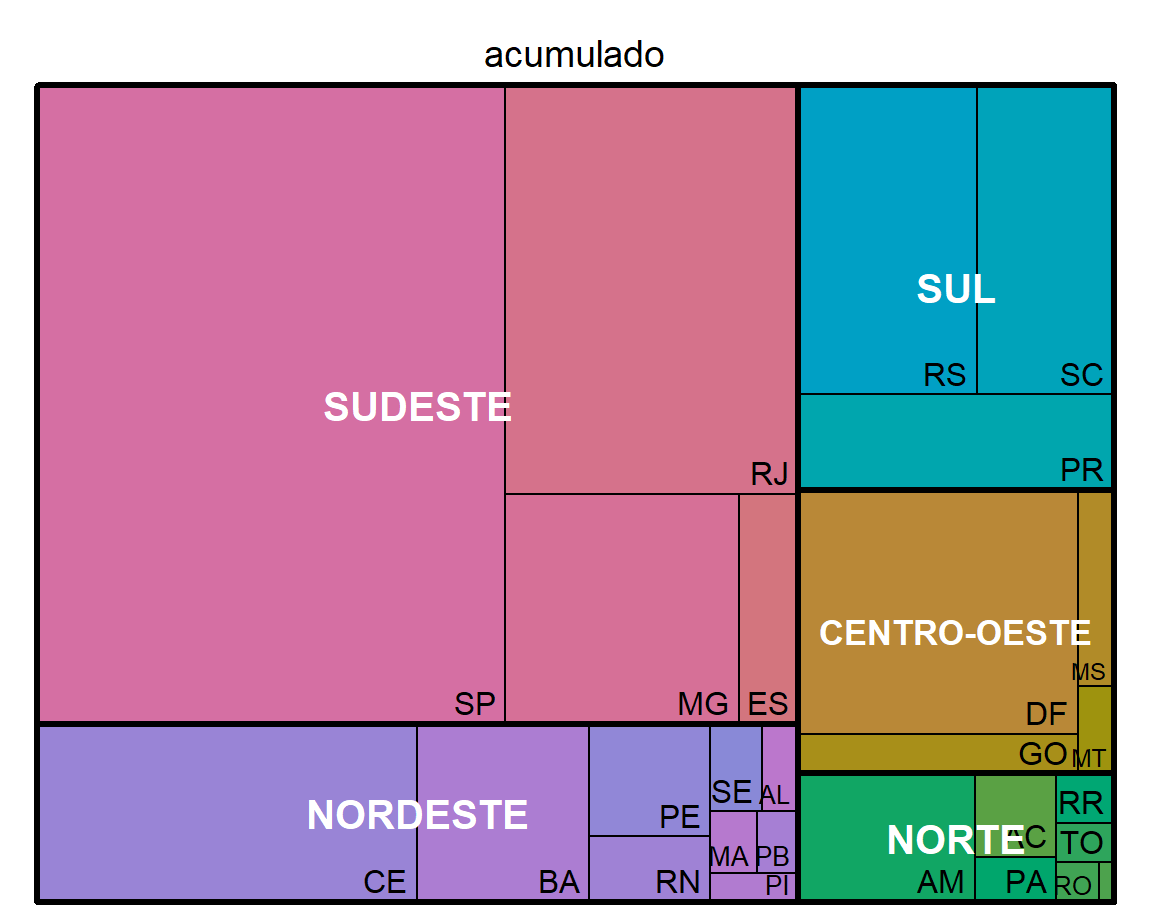 acumulado
SUDESTE
SP
RJ
MG
ES
SUL
RS
SC
PR
CENTRO-OESTE
DF
MS
GO
MT
NORDESTE
CE
BA
PE
RN
SE
AL
MA
PB
PI
NORTE
AM
AC
PA
RR
TO
RO